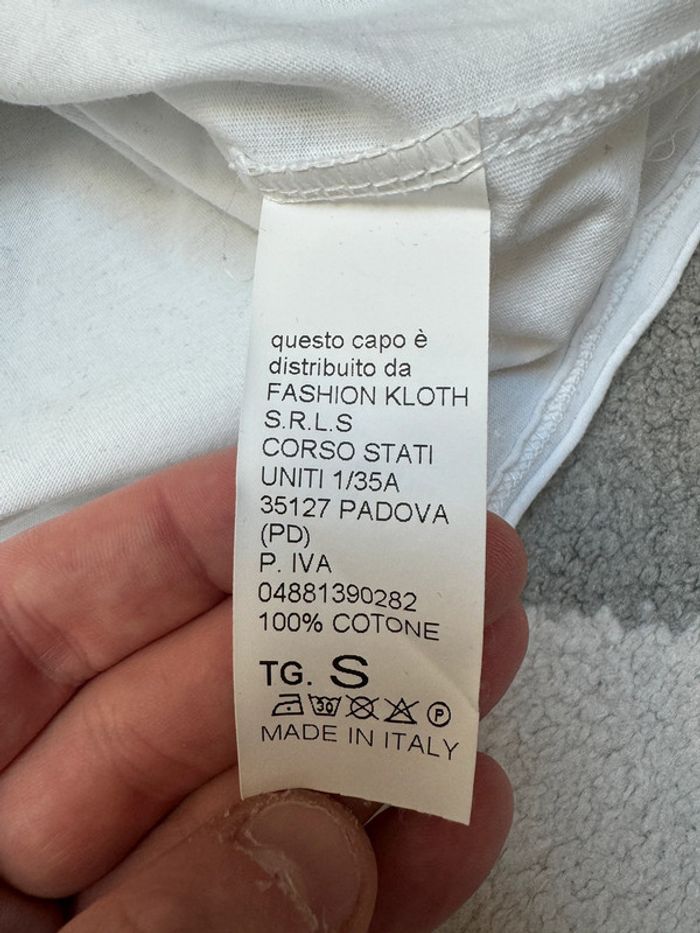 questo capo è
distribuito da
FASHION KLOTH
S.R.L.S
CORSO STATI
UNITI 1/35A
35127 PADOVA
(PD)
P. IVA
04881390282
100% COTONE
TG. S
30 P
MADE IN ITALY